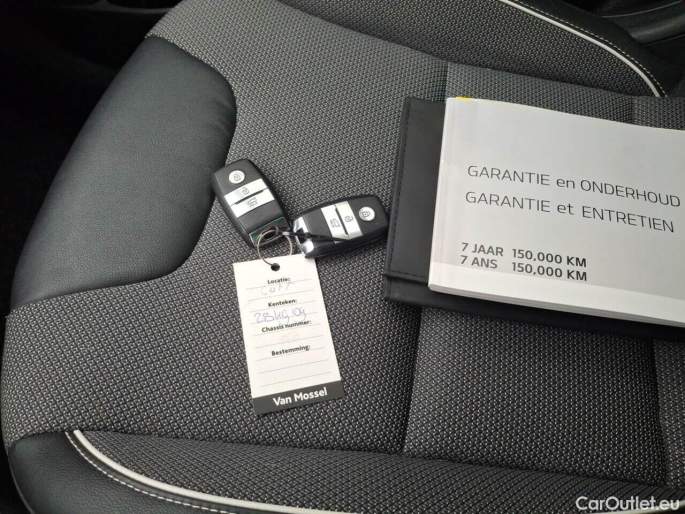 GARANTIE en ONDERHOUD
GARANTIE et ENTRETIEN
7 JAAR 150,000 KM
7 ANS 150,000 KM
Locatie:
Kenteken:
Chassis nummer:
Bestemming:
Van Mossel
CarOutlet.eu